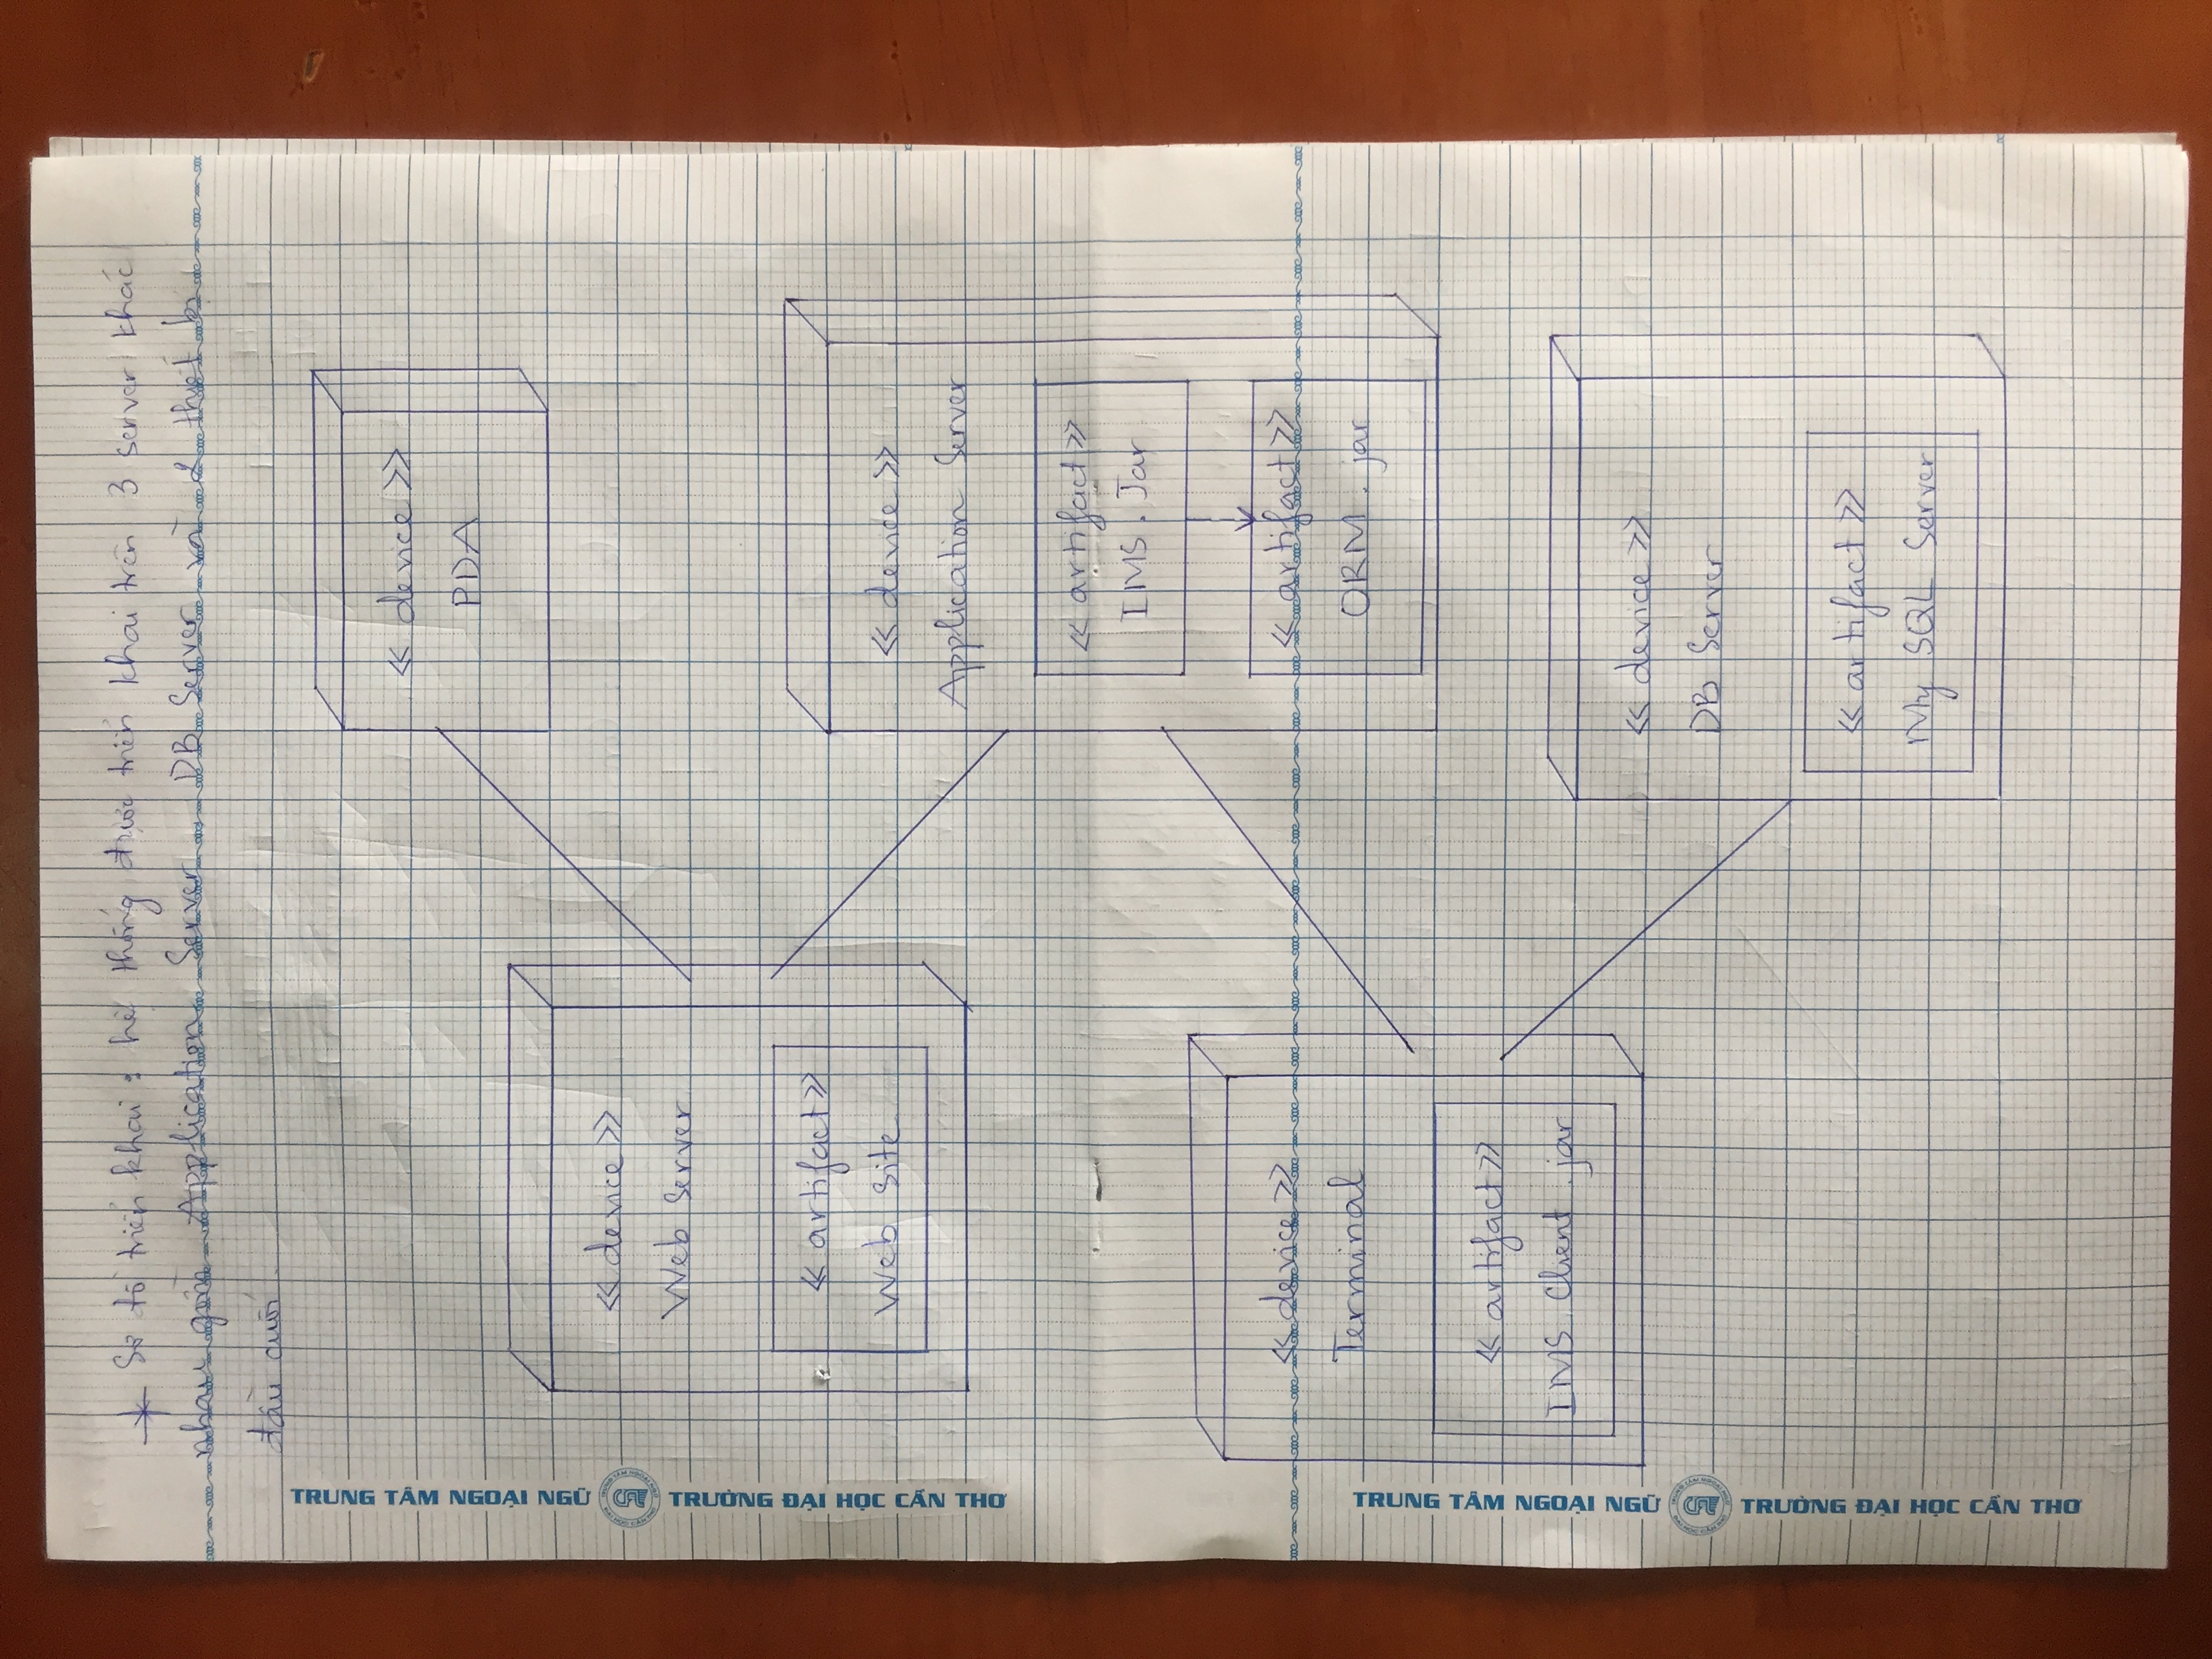 * Sơ đồ triển khai : hệ thống được triển khai trên 3 server khác
nhau gồm Application Server, DB Server và 2 thiết bị
đầu cuối.
<< device >>
PDA
<< device >>
Web Server
<< artifact >>
Web Site
<< device >>
Application Server
<< artifact >>
IMS . Jar
<< artifact >>
ORM . jar
<< device >>
Terminal
<< artifact >>
IMS Client . jar
<< device >>
DB Server
<< artifact >>
My SQL Server
TRUNG TÂM NGOẠI NGỮ TRƯỜNG ĐẠI HỌC CẦN THƠ
TRUNG TÂM NGOẠI NGỮ TRƯỜNG ĐẠI HỌC CẦN THƠ